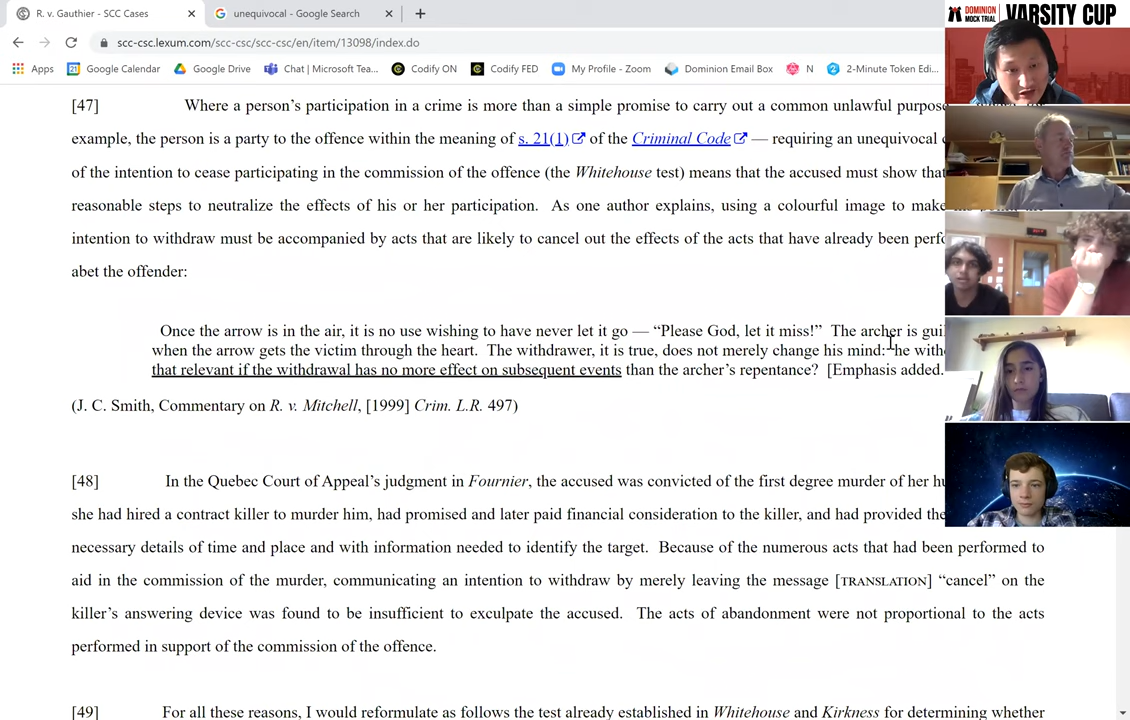 R. v. Gauthier - SCC Cases
unequivocal - Google Search
scc-csc.lexum.com/scc-csc/scc-csc/en/item/13098/index.do
Apps Google Calendar Google Drive Chat | Microsoft Tea... Codify ON Codify FED My Profile - Zoom Dominion Email Box N 2-Minute Token Edi...
DOMINION MOCK TRIAL VARSITY CUP
[47] Where a person's participation in a crime is more than a simple promise to carry out a common unlawful purpose
example, the person is a party to the offence within the meaning of s. 21(1) of the Criminal Code — requiring an unequivocal
of the intention to cease participating in the commission of the offence (the Whitehouse test) means that the accused must show that
reasonable steps to neutralize the effects of his or her participation. As one author explains, using a colourful image to make
intention to withdraw must be accompanied by acts that are likely to cancel out the effects of the acts that have already been perfo
abet the offender:
Once the arrow is in the air, it is no use wishing to have never let it go — “Please God, let it miss!” The archer is gui
when the arrow gets the victim through the heart. The withdrawer, it is true, does not merely change his mind: he with
that relevant if the withdrawal has no more effect on subsequent events than the archer's repentance? [Emphasis added.
(J. C. Smith, Commentary on R. v. Mitchell, [1999] Crim. L.R. 497)
[48] In the Quebec Court of Appeal's judgment in Fournier, the accused was convicted of the first degree murder of her hu
she had hired a contract killer to murder him, had promised and later paid financial consideration to the killer, and had provided the
necessary details of time and place and with information needed to identify the target. Because of the numerous acts that had been performed to
aid in the commission of the murder, communicating an intention to withdraw by merely leaving the message [TRANSLATION] “cancel” on the
killer's answering device was found to be insufficient to exculpate the accused. The acts of abandonment were not proportional to the acts
performed in support of the commission of the offence.
[49] For all these reasons, I would reformulate as follows the test already established in Whitehouse and Kirkness for determining whether